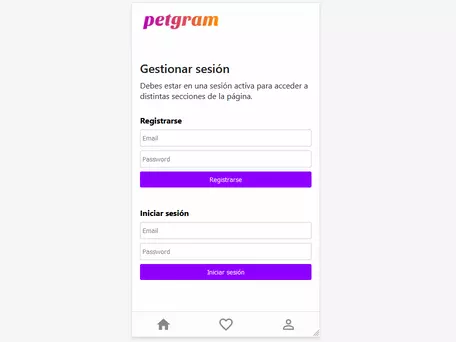 petgram
Gestionar sesión
Debes estar en una sesión activa para acceder a
distintas secciones de la página.
Registrarse
Email
Password
Registrarse
Iniciar sesión
Email
Password
Iniciar sesión